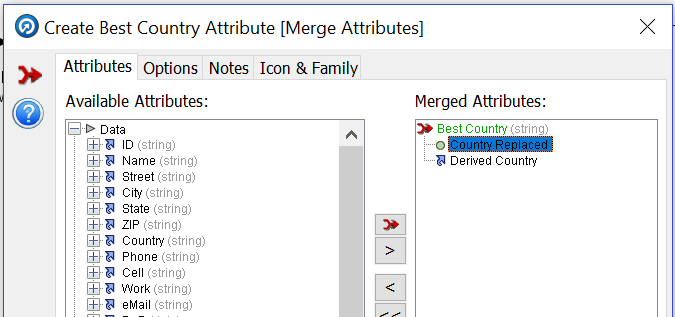 Create Best Country Attribute [Merge Attributes]
Attributes Options Notes Icon & Family
Available Attributes:
Merged Attributes:
Data
ID (string)
Name (string)
Street (string)
City (string)
State (string)
ZIP (string)
Country (string)
Phone (string)
Cell (string)
Work (string)
eMail (string)
Best Country (string)
Country.Replaced
Derived Country
>
<
<<